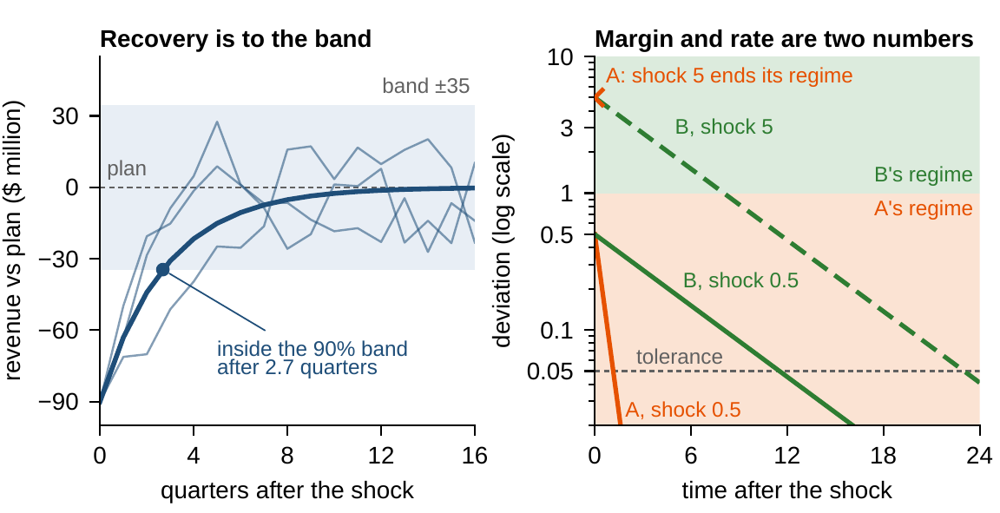 Recovery is to the band
revenue vs plan ($ million)
30
0
−30
−60
−90
band ±35
plan
inside the 90% band
after 2.7 quarters
0 4 8 12 16
quarters after the shock
Margin and rate are two numbers
deviation (log scale)
10
3
1
0.5
0.1
0.05
A: shock 5 ends its regime
B, shock 5
B's regime
A's regime
B, shock 0.5
tolerance
A, shock 0.5
0 6 12 18 24
time after the shock